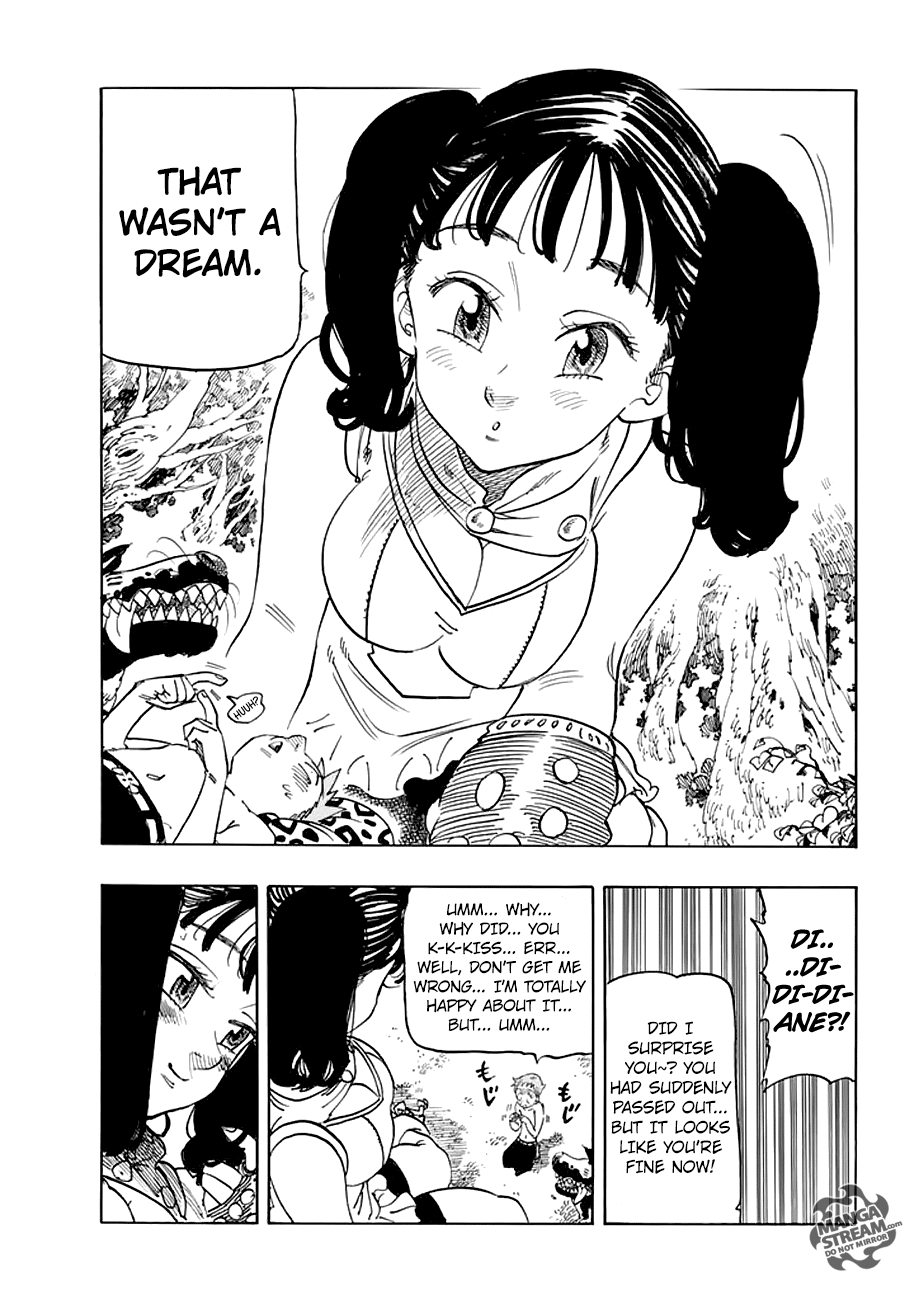 THAT
WASN'T A
DREAM.
HUUH?
DI..
..DI-
DI-DI-
ANE?!
DID I
SURPRISE
YOU~? YOU
HAD SUDDENLY
PASSED OUT...
BUT IT LOOKS
LIKE YOU'RE
FINE NOW!
UMM... WHY...
WHY DID... YOU
K-K-KISS... ERR...
WELL, DON'T GET ME
WRONG... I'M TOTALLY
HAPPY ABOUT IT...
BUT... UMM...
もじ
もじ
MANGA
STREAM.com
DO NOT MIRROR